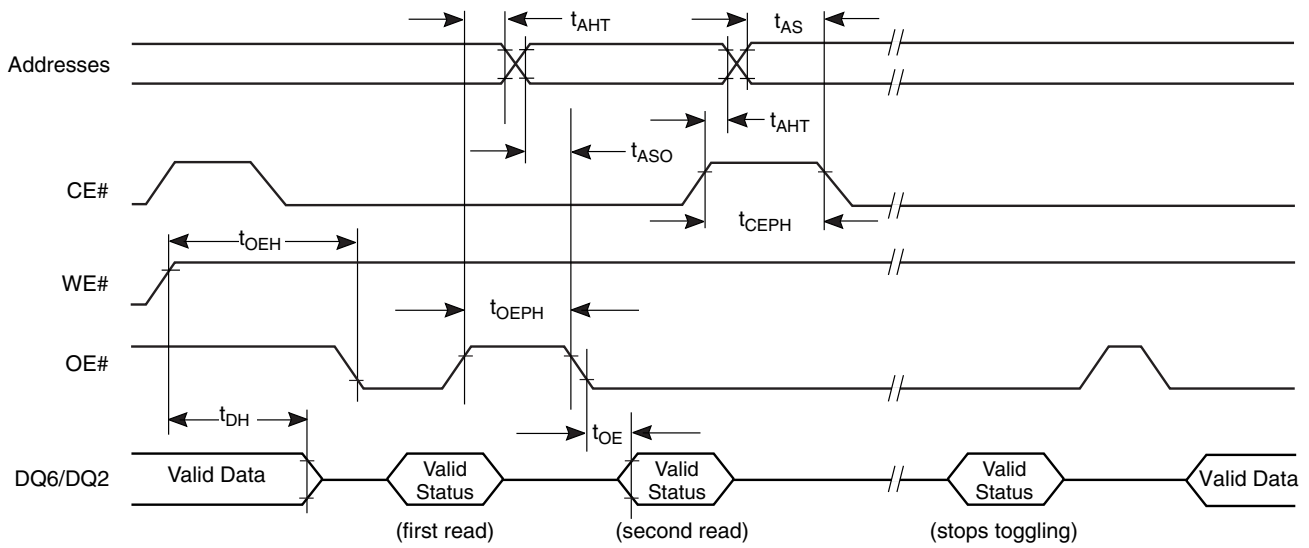 tAHT
tAS
Addresses
tAHT
tASO
CE#
tCEPH
tOEH
WE#
tOEPH
OE#
tDH
tOE
DQ6/DQ2
Valid Data
Valid
Status
Valid
Status
Valid
Status
Valid Data
(first read)
(second read)
(stops toggling)